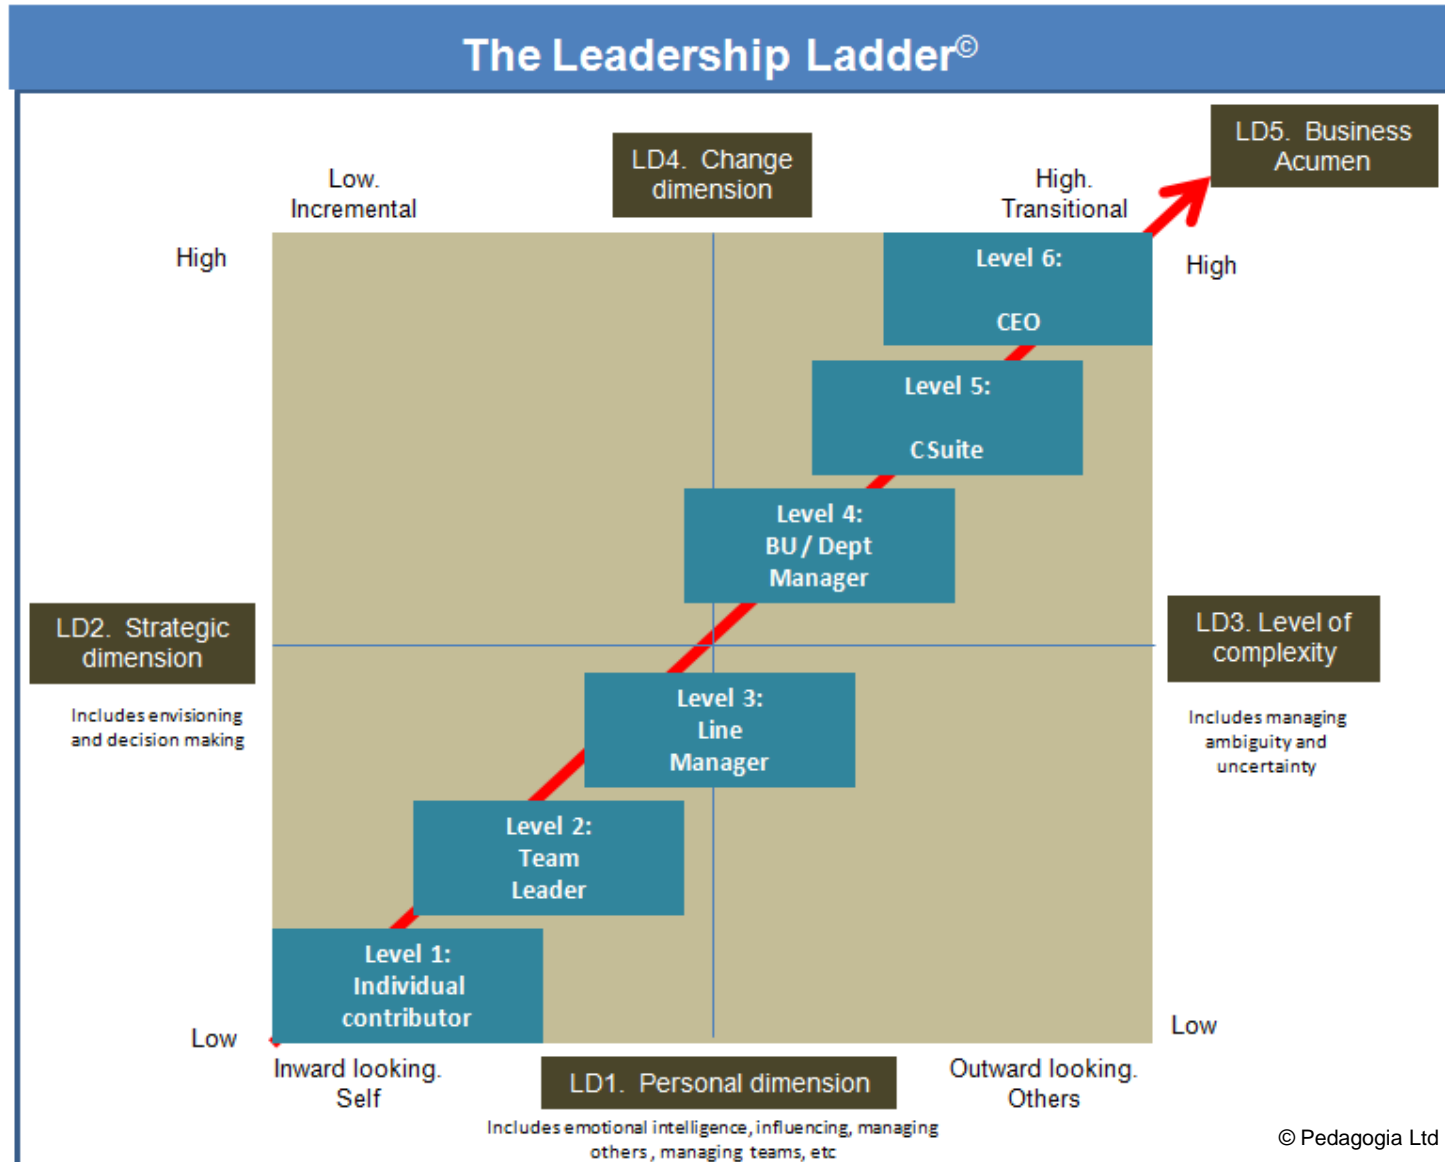 The Leadership Ladder©
LD5. Business
Acumen
LD4. Change
dimension
Low.
Incremental
High.
Transitional
High
High
Level 6:
CEO
Level 5:
CSuite
Level 4:
BU / Dept
Manager
LD2. Strategic
dimension
Includes envisioning
and decision making
LD3. Level of
complexity
Includes managing
ambiguity and
uncertainty
Level 3:
Line
Manager
Level 2:
Team
Leader
Level 1:
Individual
contributor
Low
Low
Inward looking.
Self
LD1. Personal dimension
Outward looking.
Others
Includes emotional intelligence, influencing, managing
others , managing teams, etc
© Pedagogia Ltd